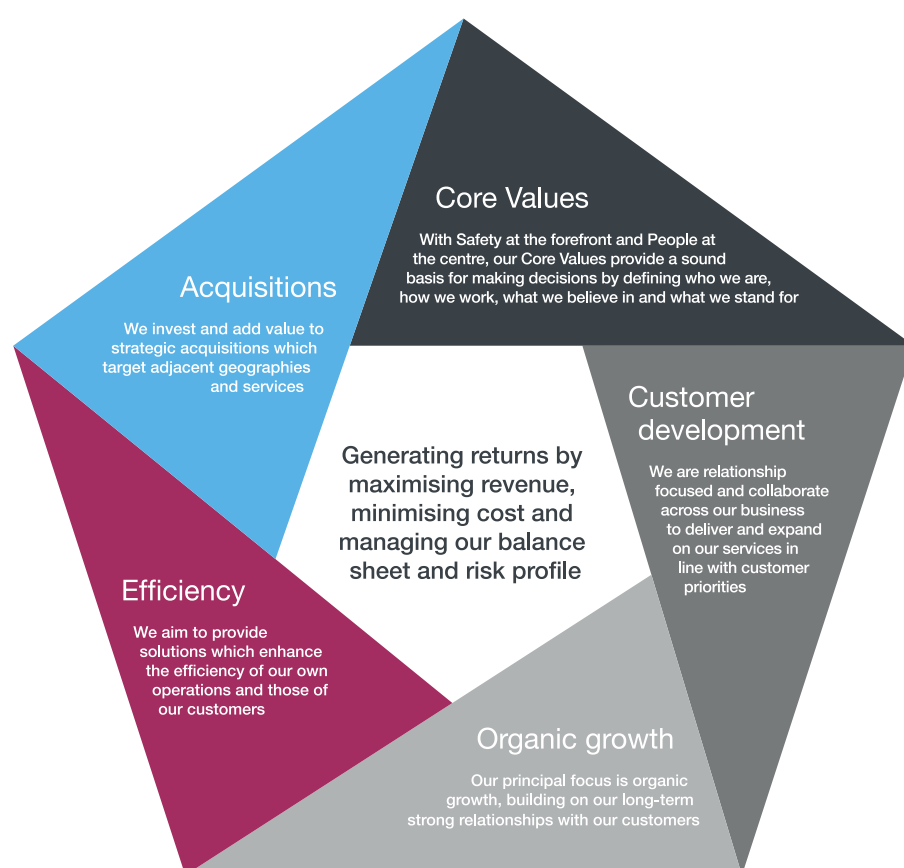 Core Values
With Safety at the forefront and People at
the centre, our Core Values provide a sound
basis for making decisions by defining who we are,
how we work, what we believe in and what we stand for
Acquisitions
We invest and add value to
strategic acquisitions which
target adjacent geographies
and services
Customer
development
We are relationship
focused and collaborate
across our business
to deliver and expand
on our services in
line with customer
priorities
Generating returns by
maximising revenue,
minimising cost and
managing our balance
sheet and risk profile
Efficiency
We aim to provide
solutions which enhance
the efficiency of our own
operations and those of
our customers
Organic growth
Our principal focus is organic
growth, building on our long-term
strong relationships with our customers